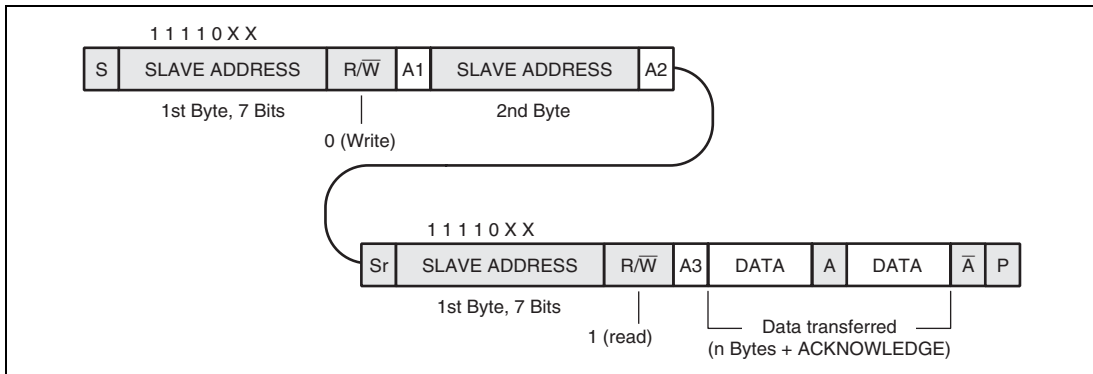 1 1 1 1 0 X X
S SLAVE ADDRESS R/W̅ A1 SLAVE ADDRESS A2
1st Byte, 7 Bits 2nd Byte
0 (Write)
1 1 1 1 0 X X
Sr SLAVE ADDRESS R/W̅ A3 DATA A DATA A̅ P
1st Byte, 7 Bits
1 (read)
Data transferred
(n Bytes + ACKNOWLEDGE)